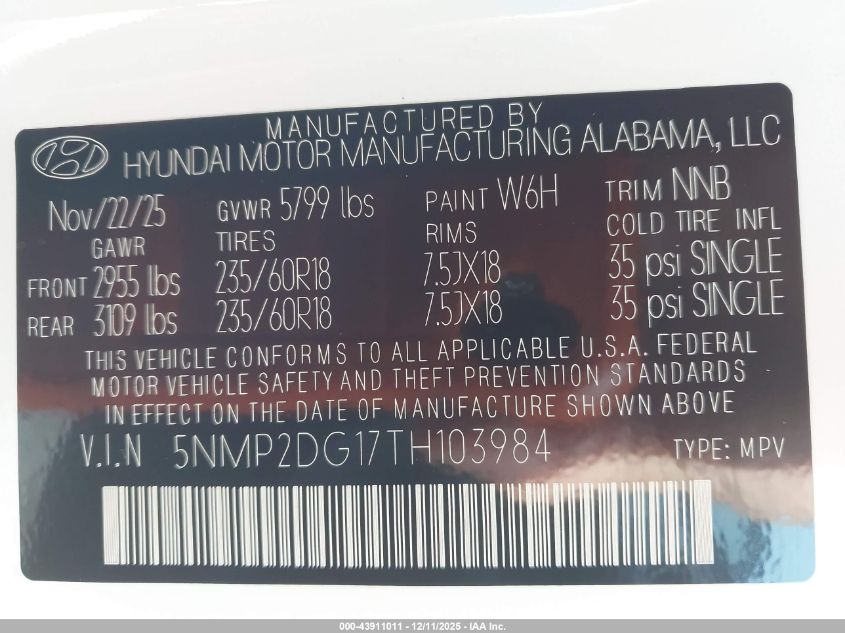 MANUFACTURED BY
HYUNDAI MOTOR MANUFACTURING ALABAMA, LLC
Nov/22/25 GVWR 5799 lbs PAINT W6H TRIM NNB
GAWR TIRES RIMS COLD TIRE INFL
FRONT 2955 lbs 235/60R18 7.5JX18 35 psi SINGLE
REAR 3109 lbs 235/60R18 7.5JX18 35 psi SINGLE
THIS VEHICLE CONFORMS TO ALL APPLICABLE U.S.A. FEDERAL
MOTOR VEHICLE SAFETY AND THEFT PREVENTION STANDARDS
IN EFFECT ON THE DATE OF MANUFACTURE SHOWN ABOVE
V.I.N 5NMP2DG17TH103984 TYPE: MPV
000-43911011 - 12/11/2025 - IAA Inc.